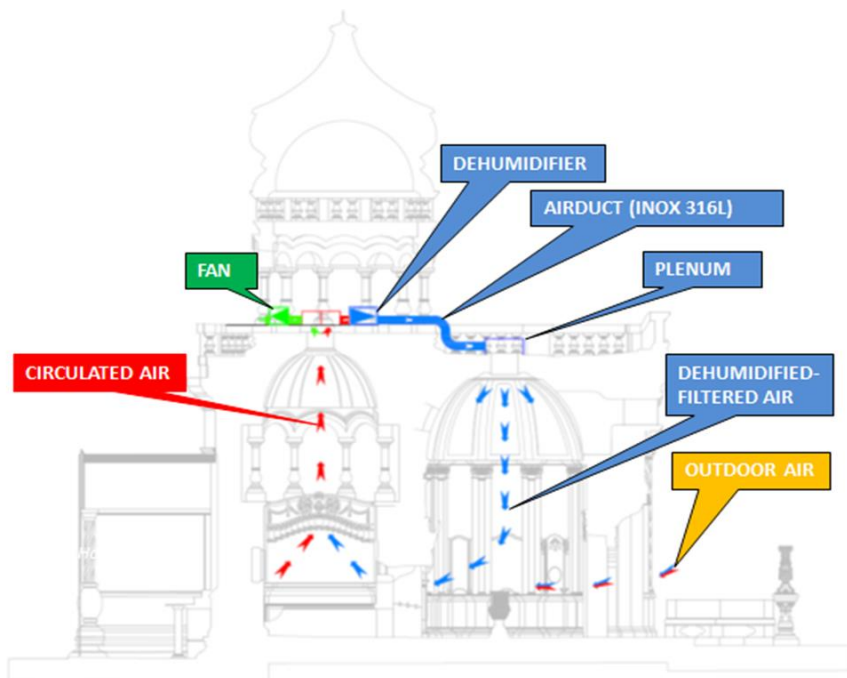 DEHUMIDIFIER
AIRDUCT (INOX 316L)
FAN
PLENUM
CIRCULATED AIR
DEHUMIDIFIED-
FILTERED AIR
OUTDOOR AIR